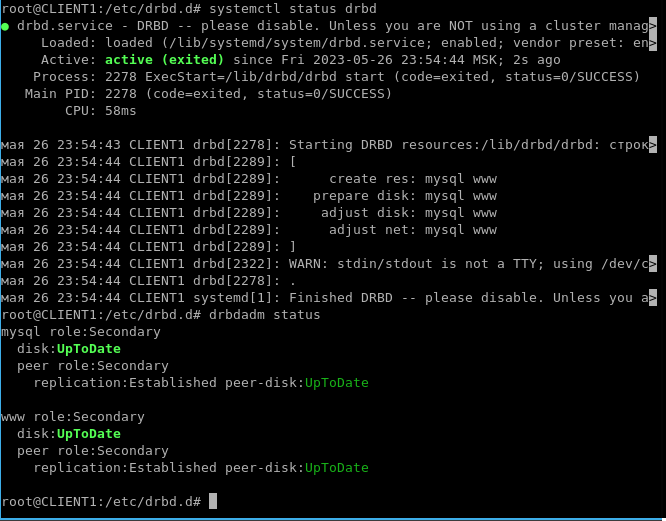 root@CLIENT1:/etc/drbd.d# systemctl status drbd
● drbd.service - DRBD -- please disable. Unless you are NOT using a cluster manag>
     Loaded: loaded (/lib/systemd/system/drbd.service; enabled; vendor preset: en>
     Active: active (exited) since Fri 2023-05-26 23:54:44 MSK; 2s ago
    Process: 2278 ExecStart=/lib/drbd/drbd start (code=exited, status=0/SUCCESS)
   Main PID: 2278 (code=exited, status=0/SUCCESS)
        CPU: 58ms

мая 26 23:54:43 CLIENT1 drbd[2278]: Starting DRBD resources:/lib/drbd/drbd: строк>
мая 26 23:54:44 CLIENT1 drbd[2289]: [
мая 26 23:54:44 CLIENT1 drbd[2289]:      create res: mysql www
мая 26 23:54:44 CLIENT1 drbd[2289]:    prepare disk: mysql www
мая 26 23:54:44 CLIENT1 drbd[2289]:     adjust disk: mysql www
мая 26 23:54:44 CLIENT1 drbd[2289]:      adjust net: mysql www
мая 26 23:54:44 CLIENT1 drbd[2289]: ]
мая 26 23:54:44 CLIENT1 drbd[2322]: WARN: stdin/stdout is not a TTY; using /dev/c>
мая 26 23:54:44 CLIENT1 drbd[2278]: .
мая 26 23:54:44 CLIENT1 systemd[1]: Finished DRBD -- please disable. Unless you a>
root@CLIENT1:/etc/drbd.d# drbdadm status
mysql role:Secondary
  disk:UpToDate
  peer role:Secondary
    replication:Established peer-disk:UpToDate

www role:Secondary
  disk:UpToDate
  peer role:Secondary
    replication:Established peer-disk:UpToDate

root@CLIENT1:/etc/drbd.d#